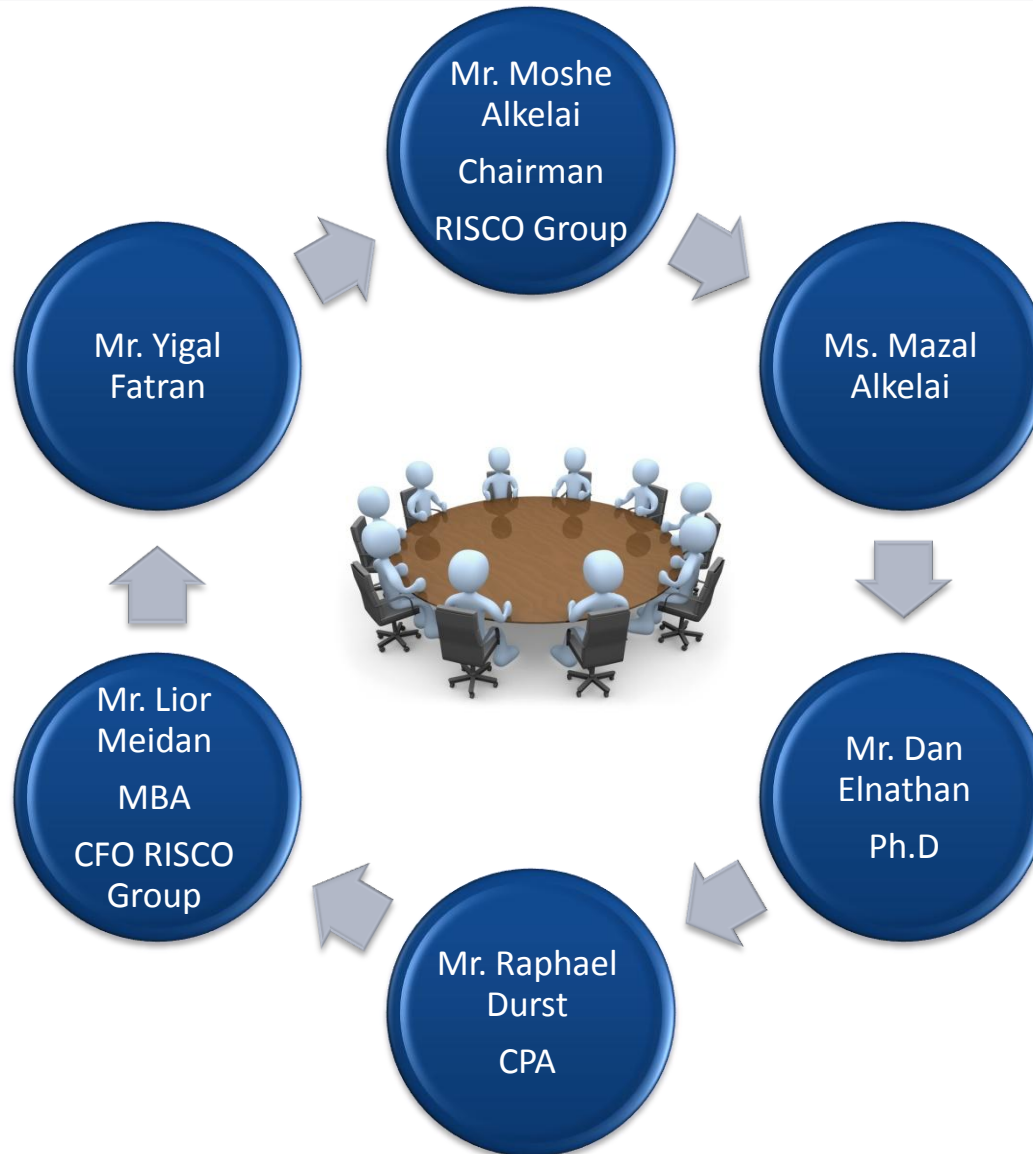 Mr. Moshe
Alkelai
Chairman
RISCO Group
Ms. Mazal
Alkelai
Mr. Dan
Elnathan
Ph.D
Mr. Raphael
Durst
CPA
Mr. Lior
Meidan
MBA
CFO RISCO
Group
Mr. Yigal
Fatran